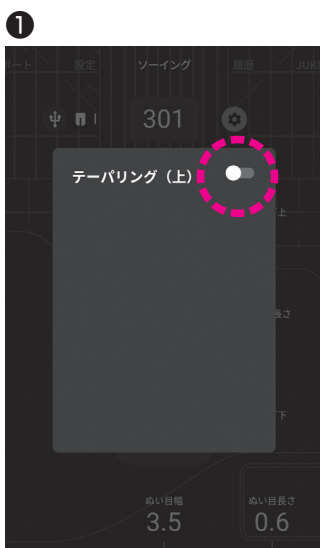 ❶
ポート 設定 ソーイング 履歴 JUKI
301
テーパリング（上）
上
長さ
下
ぬい目幅 ぬい目長さ
3.5 0.6